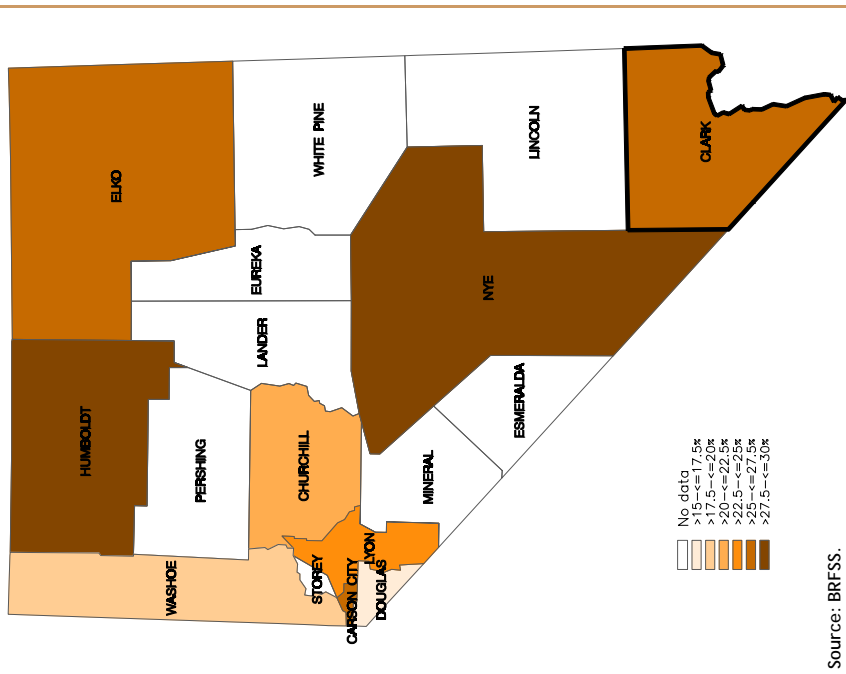 WASHOE
HUMBOLDT
ELKO
PERSHING
LANDER
EUREKA
WHITE PINE
CHURCHILL
STOREY
CARSON CITY
LYON
DOUGLAS
MINERAL
ESMERALDA
NYE
LINCOLN
CLARK
No data
>15-<=17.5%
>17.5-<=20%
>20-<=22.5%
>22.5-<=25%
>25-<=27.5%
>27.5-<=30%
Source: BRFSS.